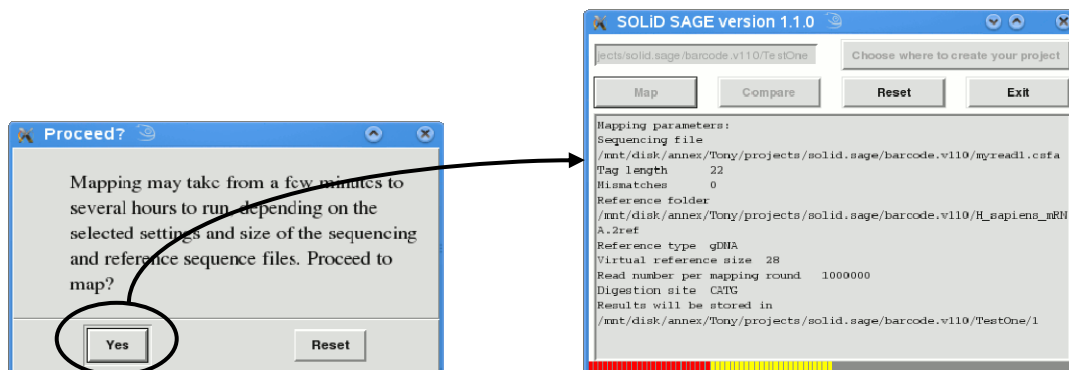 Proceed?
Mapping may take from a few minutes to
several hours to run, depending on the
selected settings and size of the sequencing
and reference sequence files. Proceed to
map?
Yes
Reset
SOLiD SAGE version 1.1.0
jects/solid.sage/barcode.v110/TestOne
Choose where to create your project
Map
Compare
Reset
Exit
Mapping parameters:
Sequencing file
/mnt/disk/annex/Tony/projects/solid.sage/barcode.v110/myread1.csfa
Tag length 22
Mismatches 0
Reference folder
/mnt/disk/annex/Tony/projects/solid.sage/barcode.v110/H_sapiens_mRN
A.2ref
Reference type gDNA
Virtual reference size 28
Read number per mapping round 1000000
Digestion site CATG
Results will be stored in
/mnt/disk/annex/Tony/projects/solid.sage/barcode.v110/TestOne/1